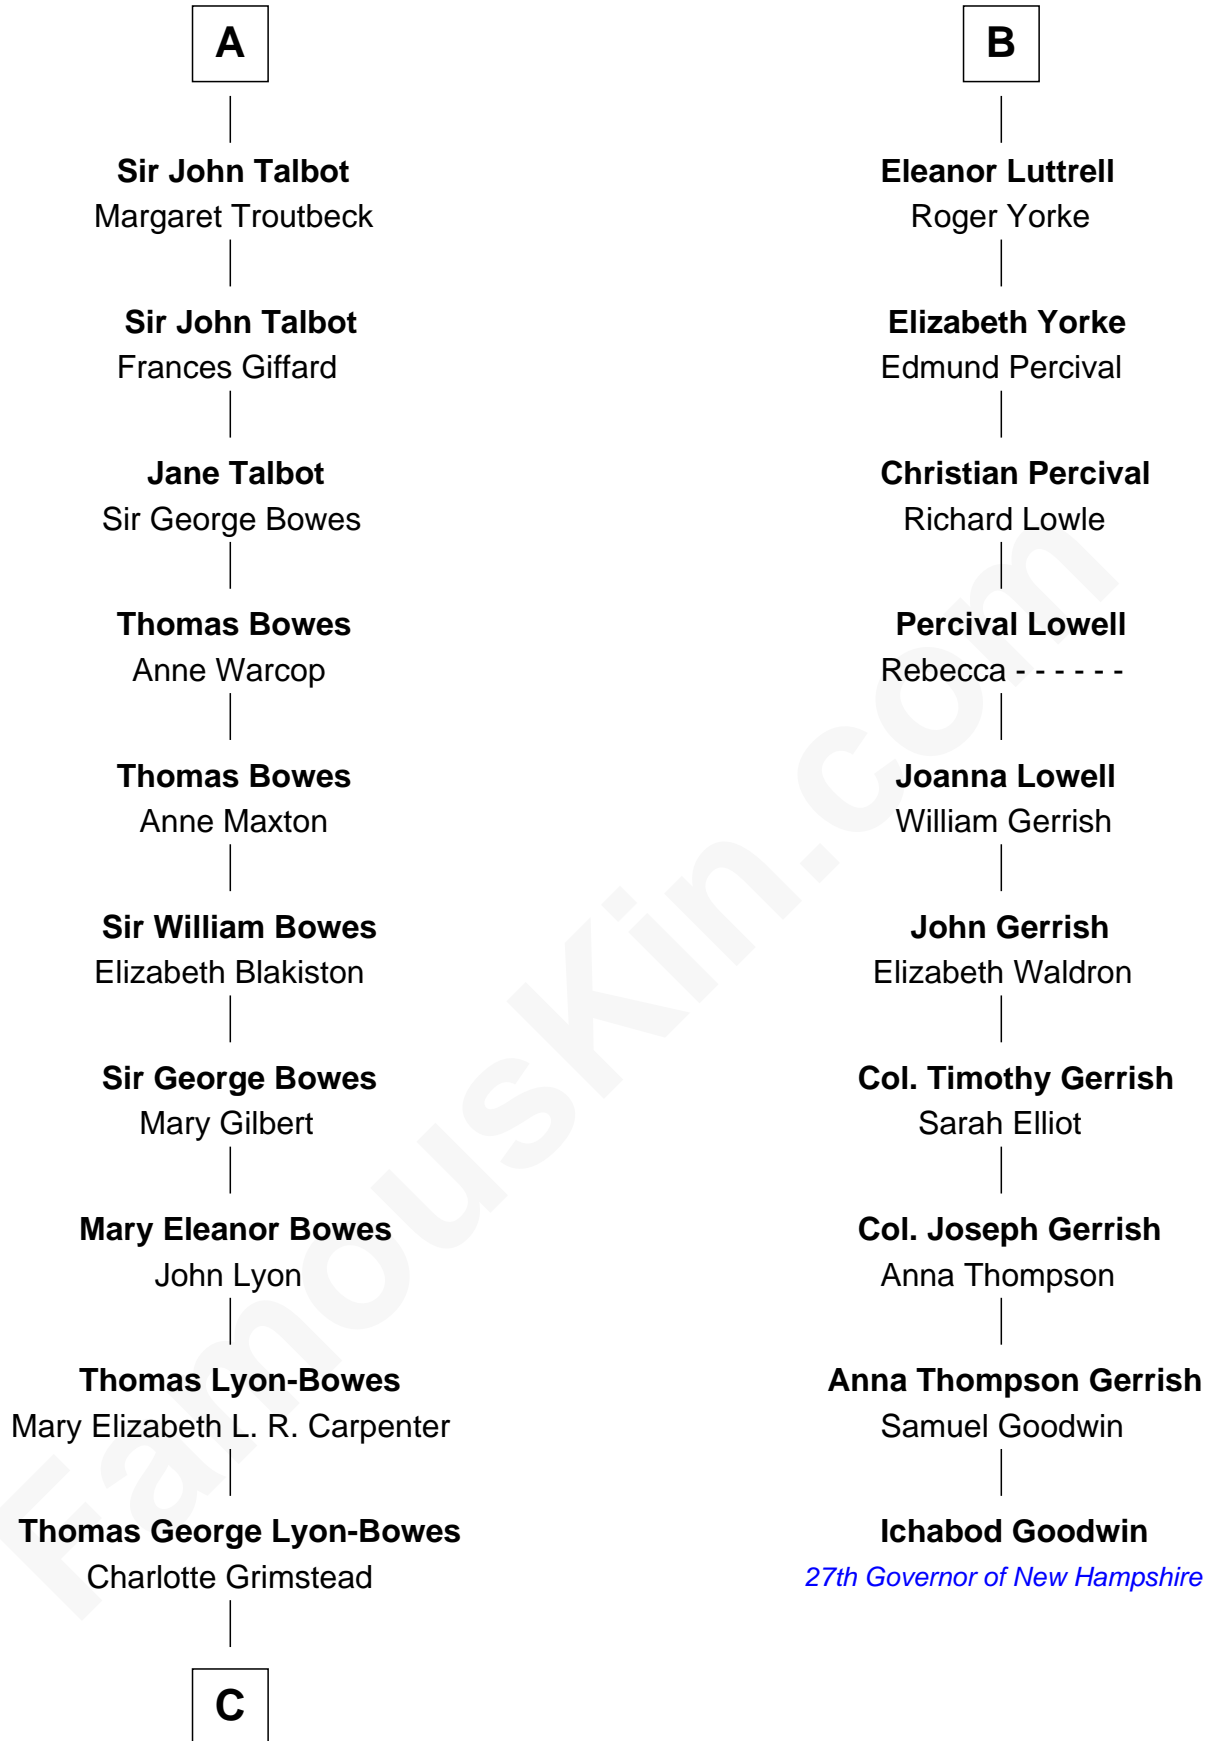 A
Sir John Talbot
Margaret Troutbeck
Sir John Talbot
Frances Giffard
Jane Talbot
Sir George Bowes
Thomas Bowes
Anne Warcop
Thomas Bowes
Anne Maxton
Sir William Bowes
Elizabeth Blakiston
Sir George Bowes
Mary Gilbert
Mary Eleanor Bowes
John Lyon
Thomas Lyon-Bowes
Mary Elizabeth L. R. Carpenter
Thomas George Lyon-Bowes
Charlotte Grimstead
C
B
Eleanor Luttrell
Roger Yorke
Elizabeth Yorke
Edmund Percival
Christian Percival
Richard Lowle
Percival Lowell
Rebecca - - - - - -
Joanna Lowell
William Gerrish
John Gerrish
Elizabeth Waldron
Col. Timothy Gerrish
Sarah Elliot
Col. Joseph Gerrish
Anna Thompson
Anna Thompson Gerrish
Samuel Goodwin
Ichabod Goodwin
27th Governor of New Hampshire
FamousKin.com